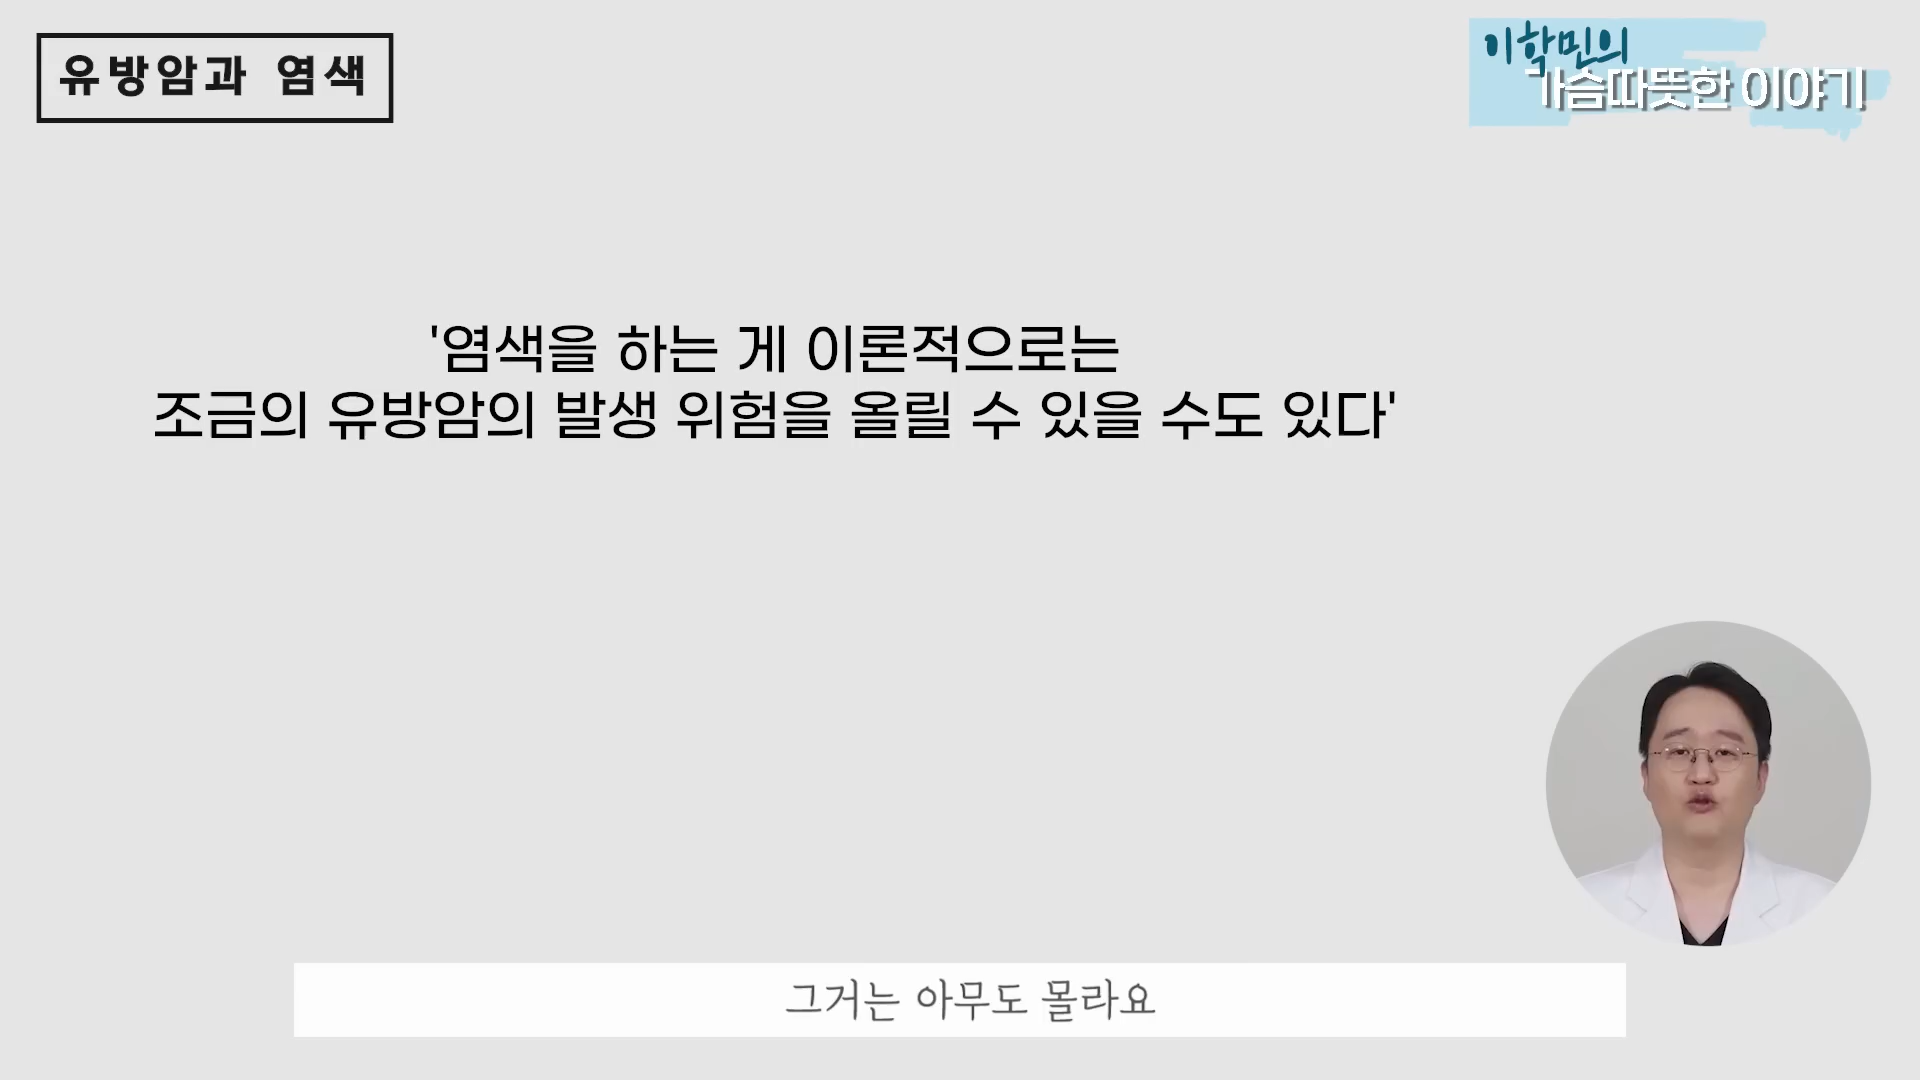 유방암과 염색
이학민의
가슴따뜻한 이야기
'염색을 하는 게 이론적으로는
조금의 유방암의 발생 위험을 올릴 수 있을 수도 있다'
그거는 아무도 몰라요